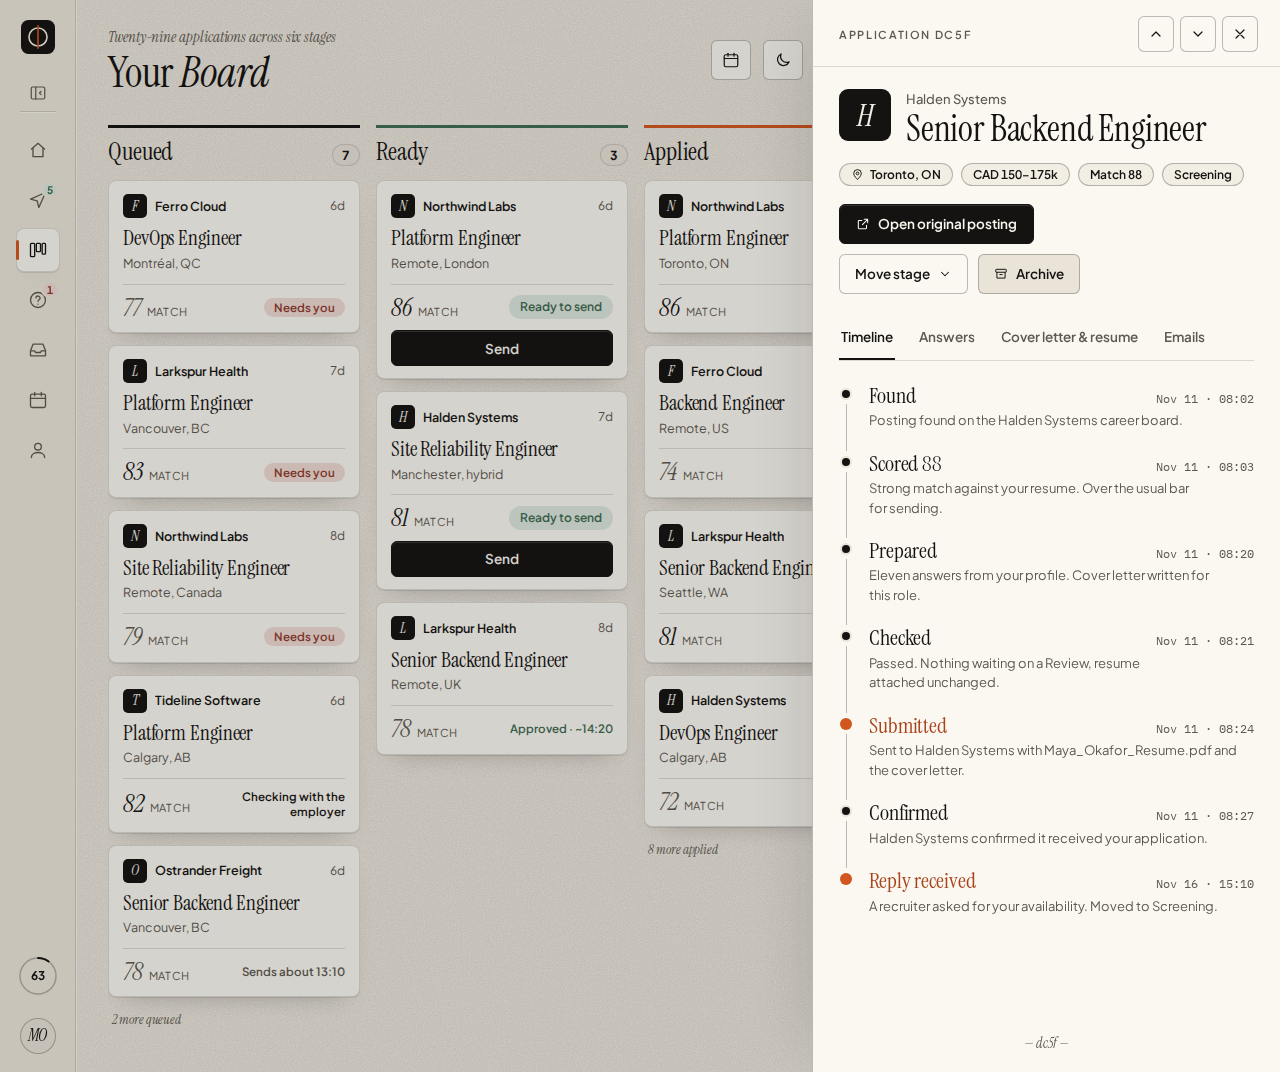 5
1
63
MO
Twenty-nine applications across six stages
Your Board
Queued
7
F Ferro Cloud 6d
DevOps Engineer
Montréal, QC
77 MATCH Needs you
L Larkspur Health 7d
Platform Engineer
Vancouver, BC
83 MATCH Needs you
N Northwind Labs 8d
Site Reliability Engineer
Remote, Canada
79 MATCH Needs you
T Tideline Software 6d
Platform Engineer
Calgary, AB
82 MATCH Checking with the
employer
O Ostrander Freight 6d
Senior Backend Engineer
Vancouver, BC
78 MATCH Sends about 13:10
2 more queued
Ready
3
N Northwind Labs 6d
Platform Engineer
Remote, London
86 MATCH Ready to send
Send
H Halden Systems 7d
Site Reliability Engineer
Manchester, hybrid
81 MATCH Ready to send
Send
L Larkspur Health 8d
Senior Backend Engineer
Remote, UK
78 MATCH Approved · ~14:20
Applied
N Northwind Labs
Platform Engineer
Toronto, ON
86 MATCH
F Ferro Cloud
Backend Engineer
Remote, US
74 MATCH
L Larkspur Health
Senior Backend Engin
Seattle, WA
81 MATCH
H Halden Systems
DevOps Engineer
Calgary, AB
72 MATCH
8 more applied
APPLICATION DC5F
H
Halden Systems
Senior Backend Engineer
Toronto, ON CAD 150–175k Match 88 Screening
Open original posting
Move stage Archive
Timeline Answers Cover letter & resume Emails
Found Nov 11 · 08:02
Posting found on the Halden Systems career board.
Scored 88 Nov 11 · 08:03
Strong match against your resume. Over the usual bar
for sending.
Prepared Nov 11 · 08:20
Eleven answers from your profile. Cover letter written for
this role.
Checked Nov 11 · 08:21
Passed. Nothing waiting on a Review, resume
attached unchanged.
Submitted Nov 11 · 08:24
Sent to Halden Systems with Maya_Okafor_Resume.pdf and
the cover letter.
Confirmed Nov 11 · 08:27
Halden Systems confirmed it received your application.
Reply received Nov 16 · 15:10
A recruiter asked for your availability. Moved to Screening.
– dc5f –